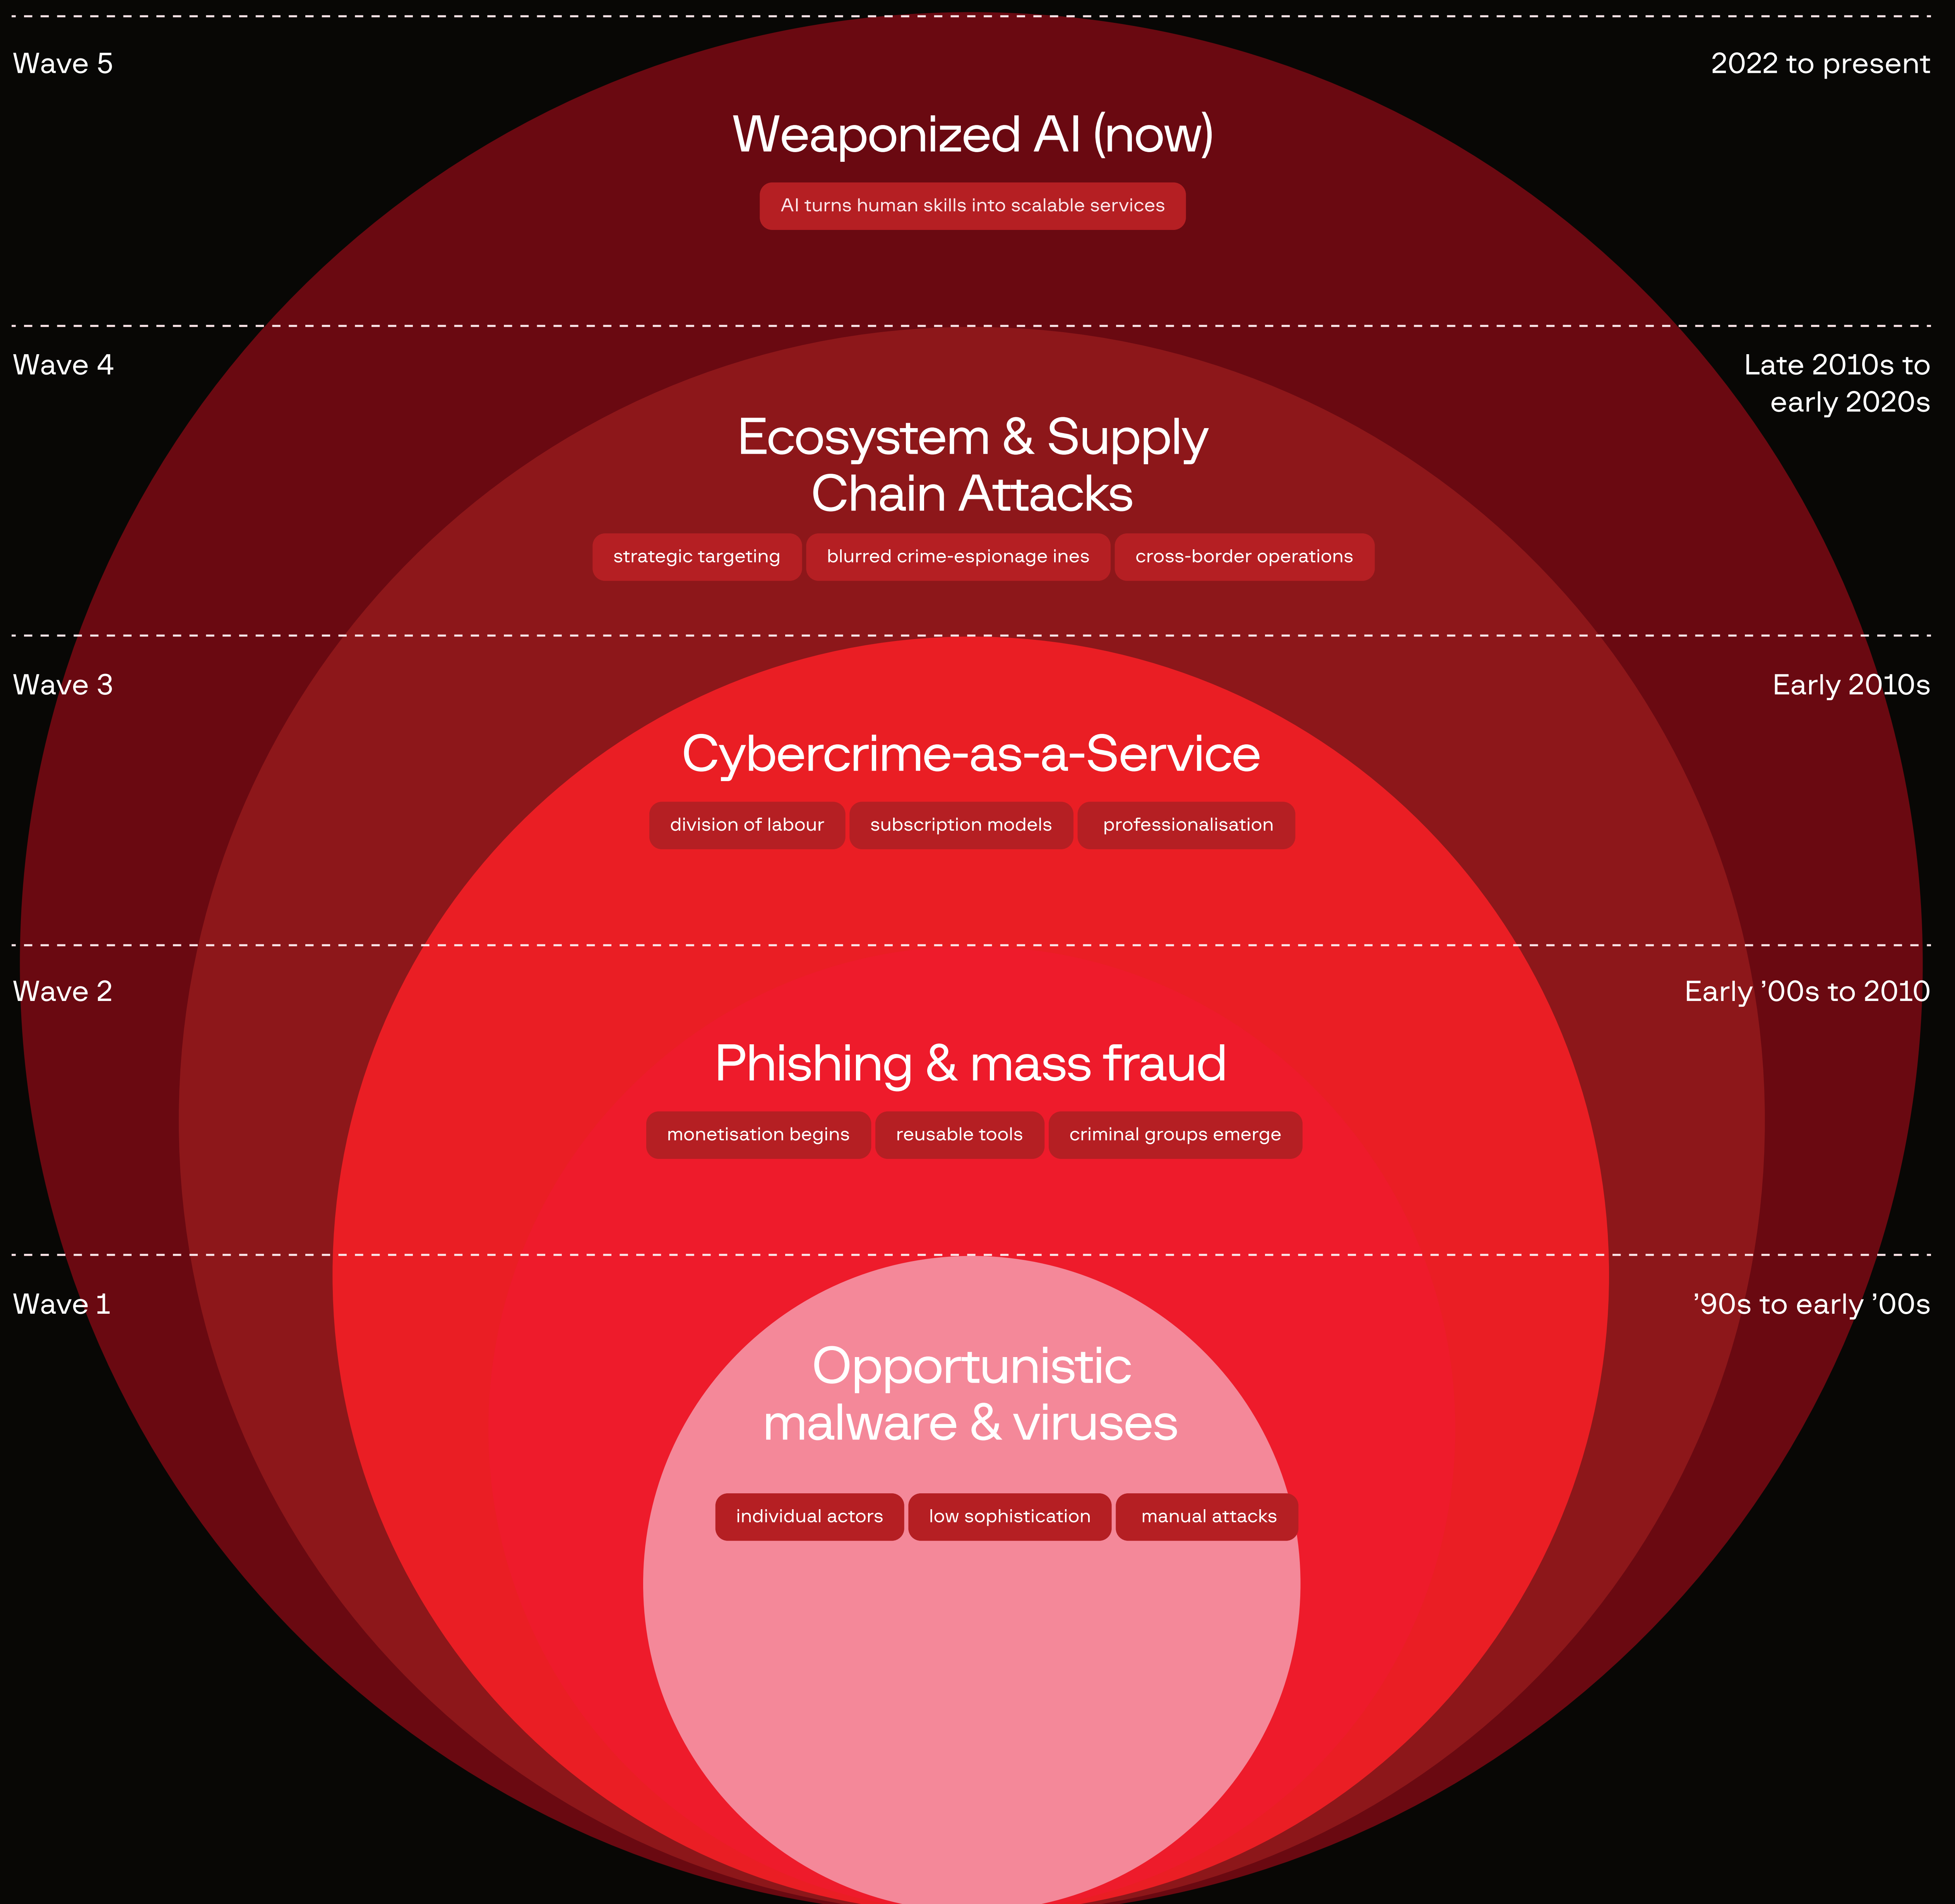 Wave 5
2022 to present
Weaponized AI (now)
AI turns human skills into scalable services
Wave 4
Late 2010s to
early 2020s
Ecosystem & Supply
Chain Attacks
strategic targeting
blurred crime-espionage ines
cross-border operations
Wave 3
Early 2010s
Cybercrime-as-a-Service
division of labour
subscription models
professionalisation
Wave 2
Early ’00s to 2010
Phishing & mass fraud
monetisation begins
reusable tools
criminal groups emerge
Wave 1
’90s to early ’00s
Opportunistic
malware & viruses
individual actors
low sophistication
manual attacks